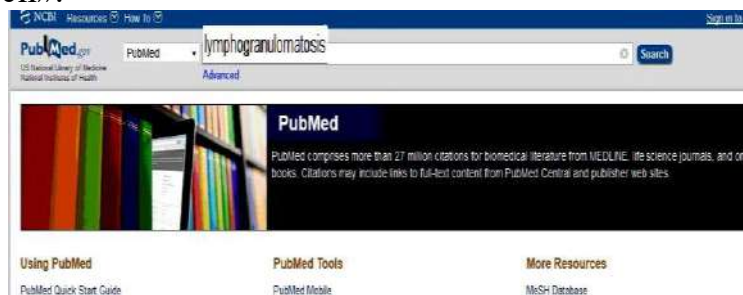 NCBI Resources How To Sign in to
PubMed.gov PubMed lymphogranulomatosis Search
US National Library of Medicine
National Institutes of Health
Advanced
PubMed
PubMed comprises more than 27 million citations for biomedical literature from MEDLINE, life science journals, and on
books. Citations may include links to full-text content from PubMed Central and publisher web sites.
Using PubMed PubMed Tools More Resources
PubMed Quick Start Guide PubMed Mobile MeSH Database